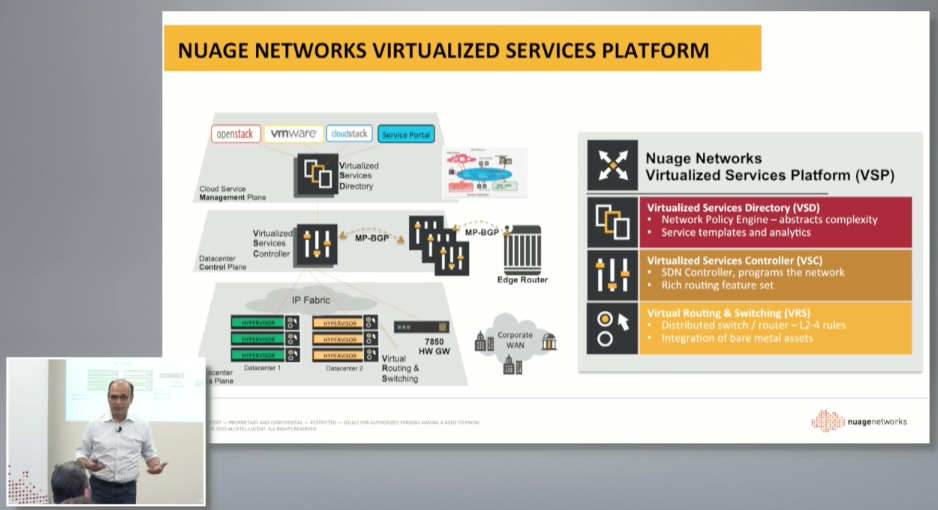 NUAGE NETWORKS VIRTUALIZED SERVICES PLATFORM
openstack
vmware
cloudstack
Service Portal
Virtualized
Services
Directory
Cloud Service
Management Plane
Virtualized
Services
Controller
MP-BGP
MP-BGP
Datacenter
Control Plane
Edge Router
IP Fabric
HYPERVISOR
HYPERVISOR
HYPERVISOR
HYPERVISOR
HYPERVISOR
HYPERVISOR
7850
HW GW
Corporate
WAN
center
a Plane
Datacenter 1
Datacenter 2
Virtual
Routing &
Switching
Nuage Networks
Virtualized Services Platform (VSP)
Virtualized Services Directory (VSD)
• Network Policy Engine – abstracts complexity
• Service templates and analytics
Virtualized Services Controller (VSC)
• SDN Controller, programs the network
• Rich routing feature set
Virtual Routing & Switching (VRS)
• Distributed switch / router – L2-4 rules
• Integration of bare metal assets
CENT — PROPRIETARY AND CONFIDENTIAL — RESTRICTED — SOLELY FOR AUTHORIZED PERSONS HAVING A NEED TO KNOW
ALCATEL-LUCENT. ALL RIGHTS RESERVED.
nuagenetworks